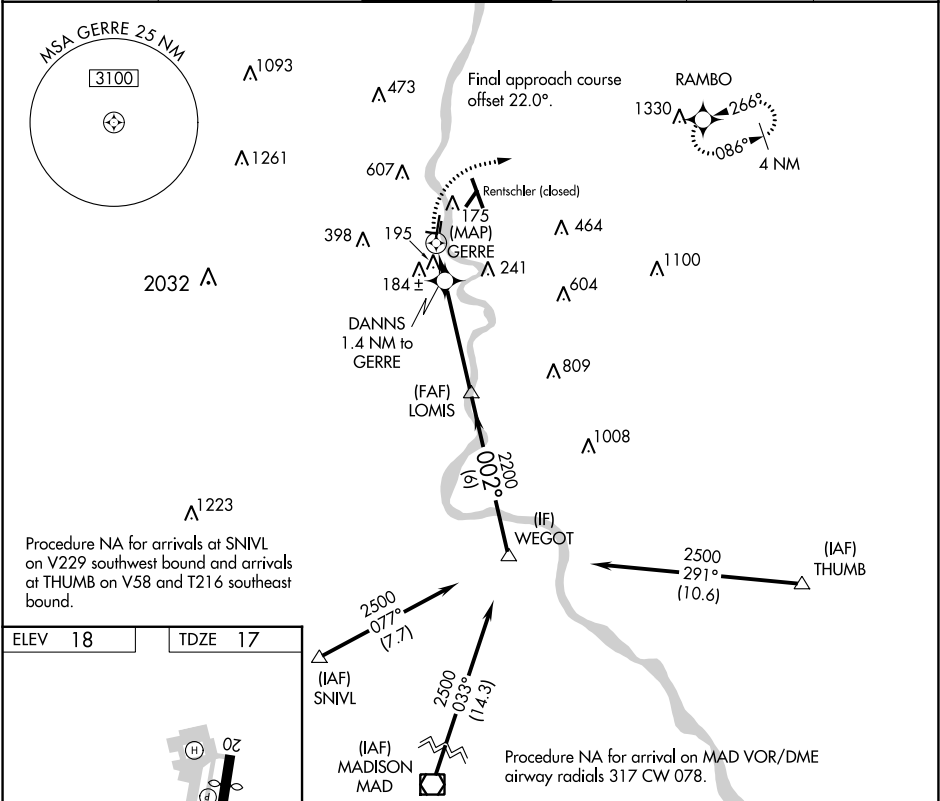 MSA GERRE 25 NM
3100
1093
473
Final approach course
offset 22.0°.
RAMBO
1330
266°
086°
4 NM
1261
607
Rentschler (closed)
175
(MAP)
GERRE
398
195
464
184 ±
241
1100
2032
604
DANNS
1.4 NM to
GERRE
809
(FAF)
LOMIS
1008
2200
002°
(6)
1223
(IF)
WEGOT
Procedure NA for arrivals at SNIVL
on V229 southwest bound and arrivals
at THUMB on V58 and T216 southeast
bound.
2500
291°
(10.6)
(IAF)
THUMB
2500
077°
(7.7)
(IAF)
SNIVL
2500
033°
(14.3)
(IAF)
MADISON
MAD
Procedure NA for arrival on MAD VOR/DME
airway radials 317 CW 078.
ELEV 18
TDZE 17
H
20
P